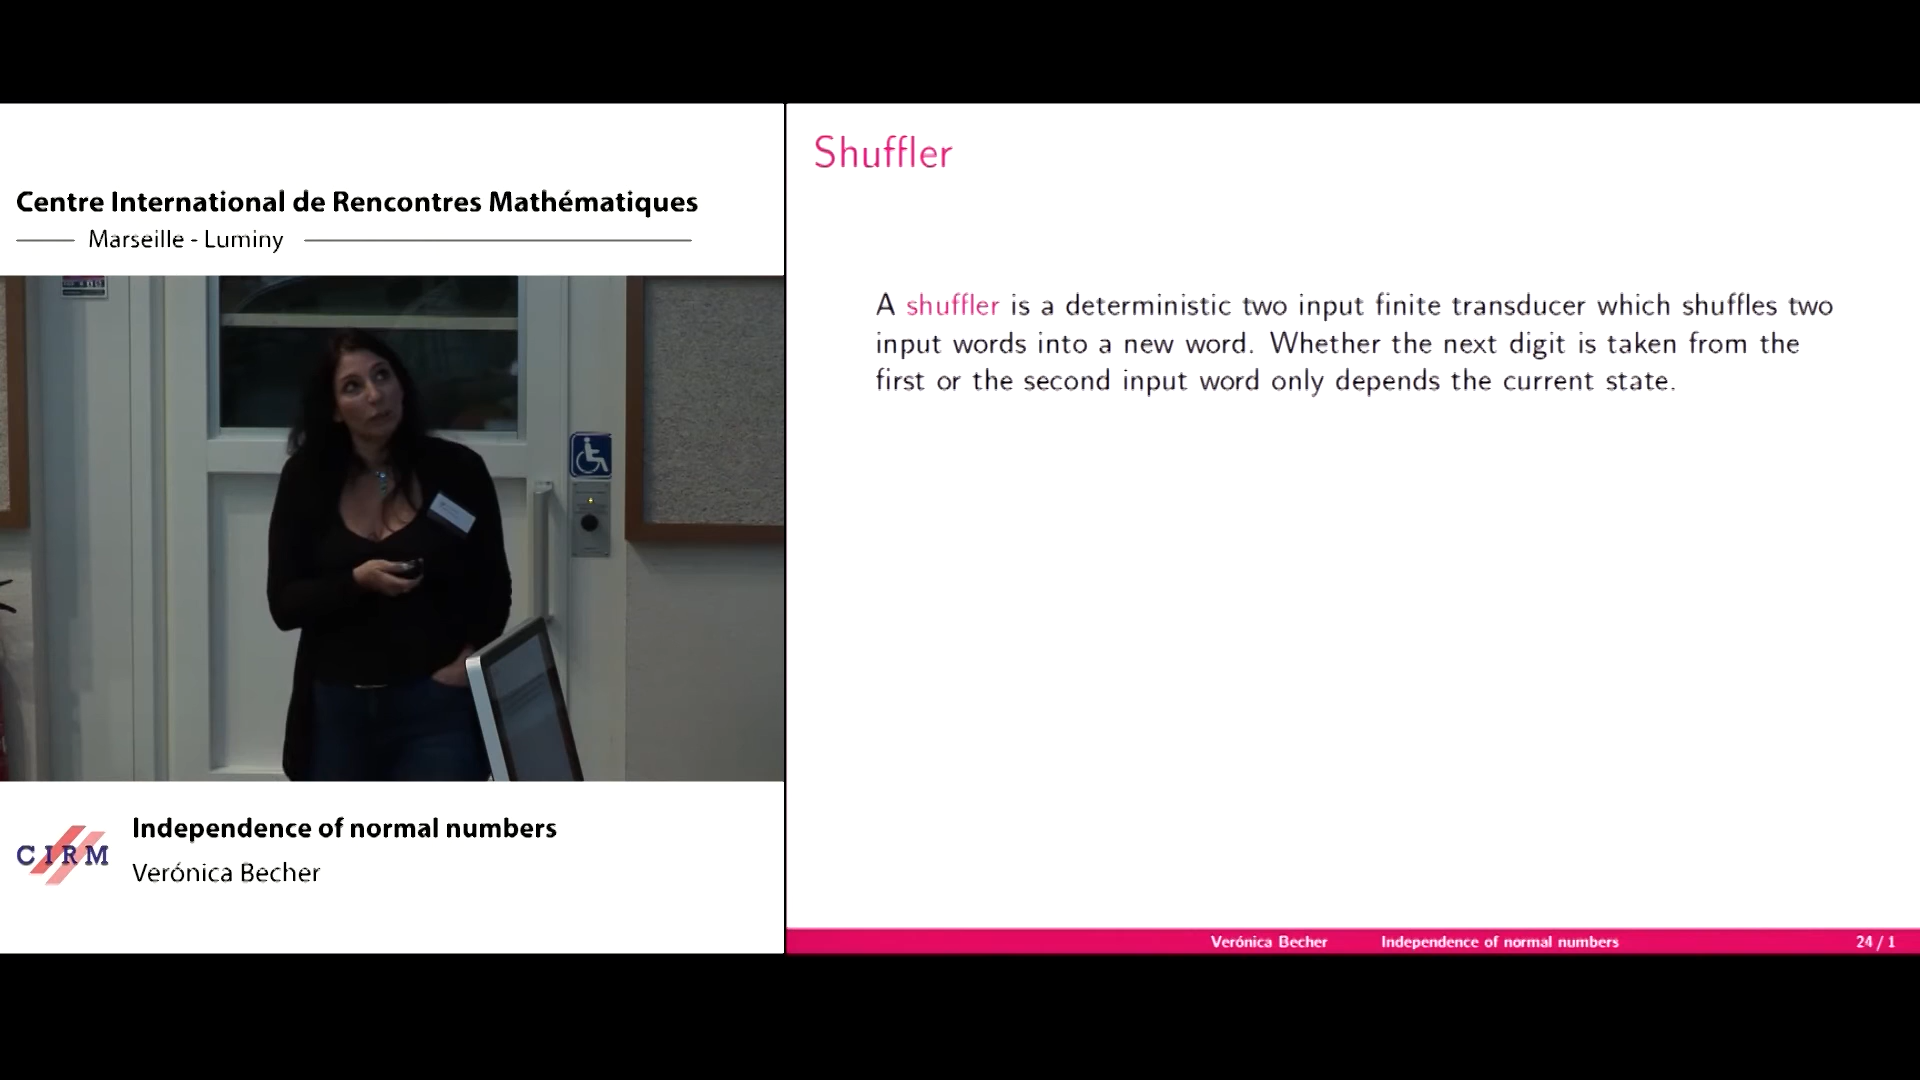 Centre International de Rencontres Mathématiques
Marseille - Luminy
Independence of normal numbers
Verónica Becher
CIRM
Shuffler
A shuffler is a deterministic two input finite transducer which shuffles two
input words into a new word. Whether the next digit is taken from the
first or the second input word only depends the current state.
Verónica Becher Independence of normal numbers 24 / 1